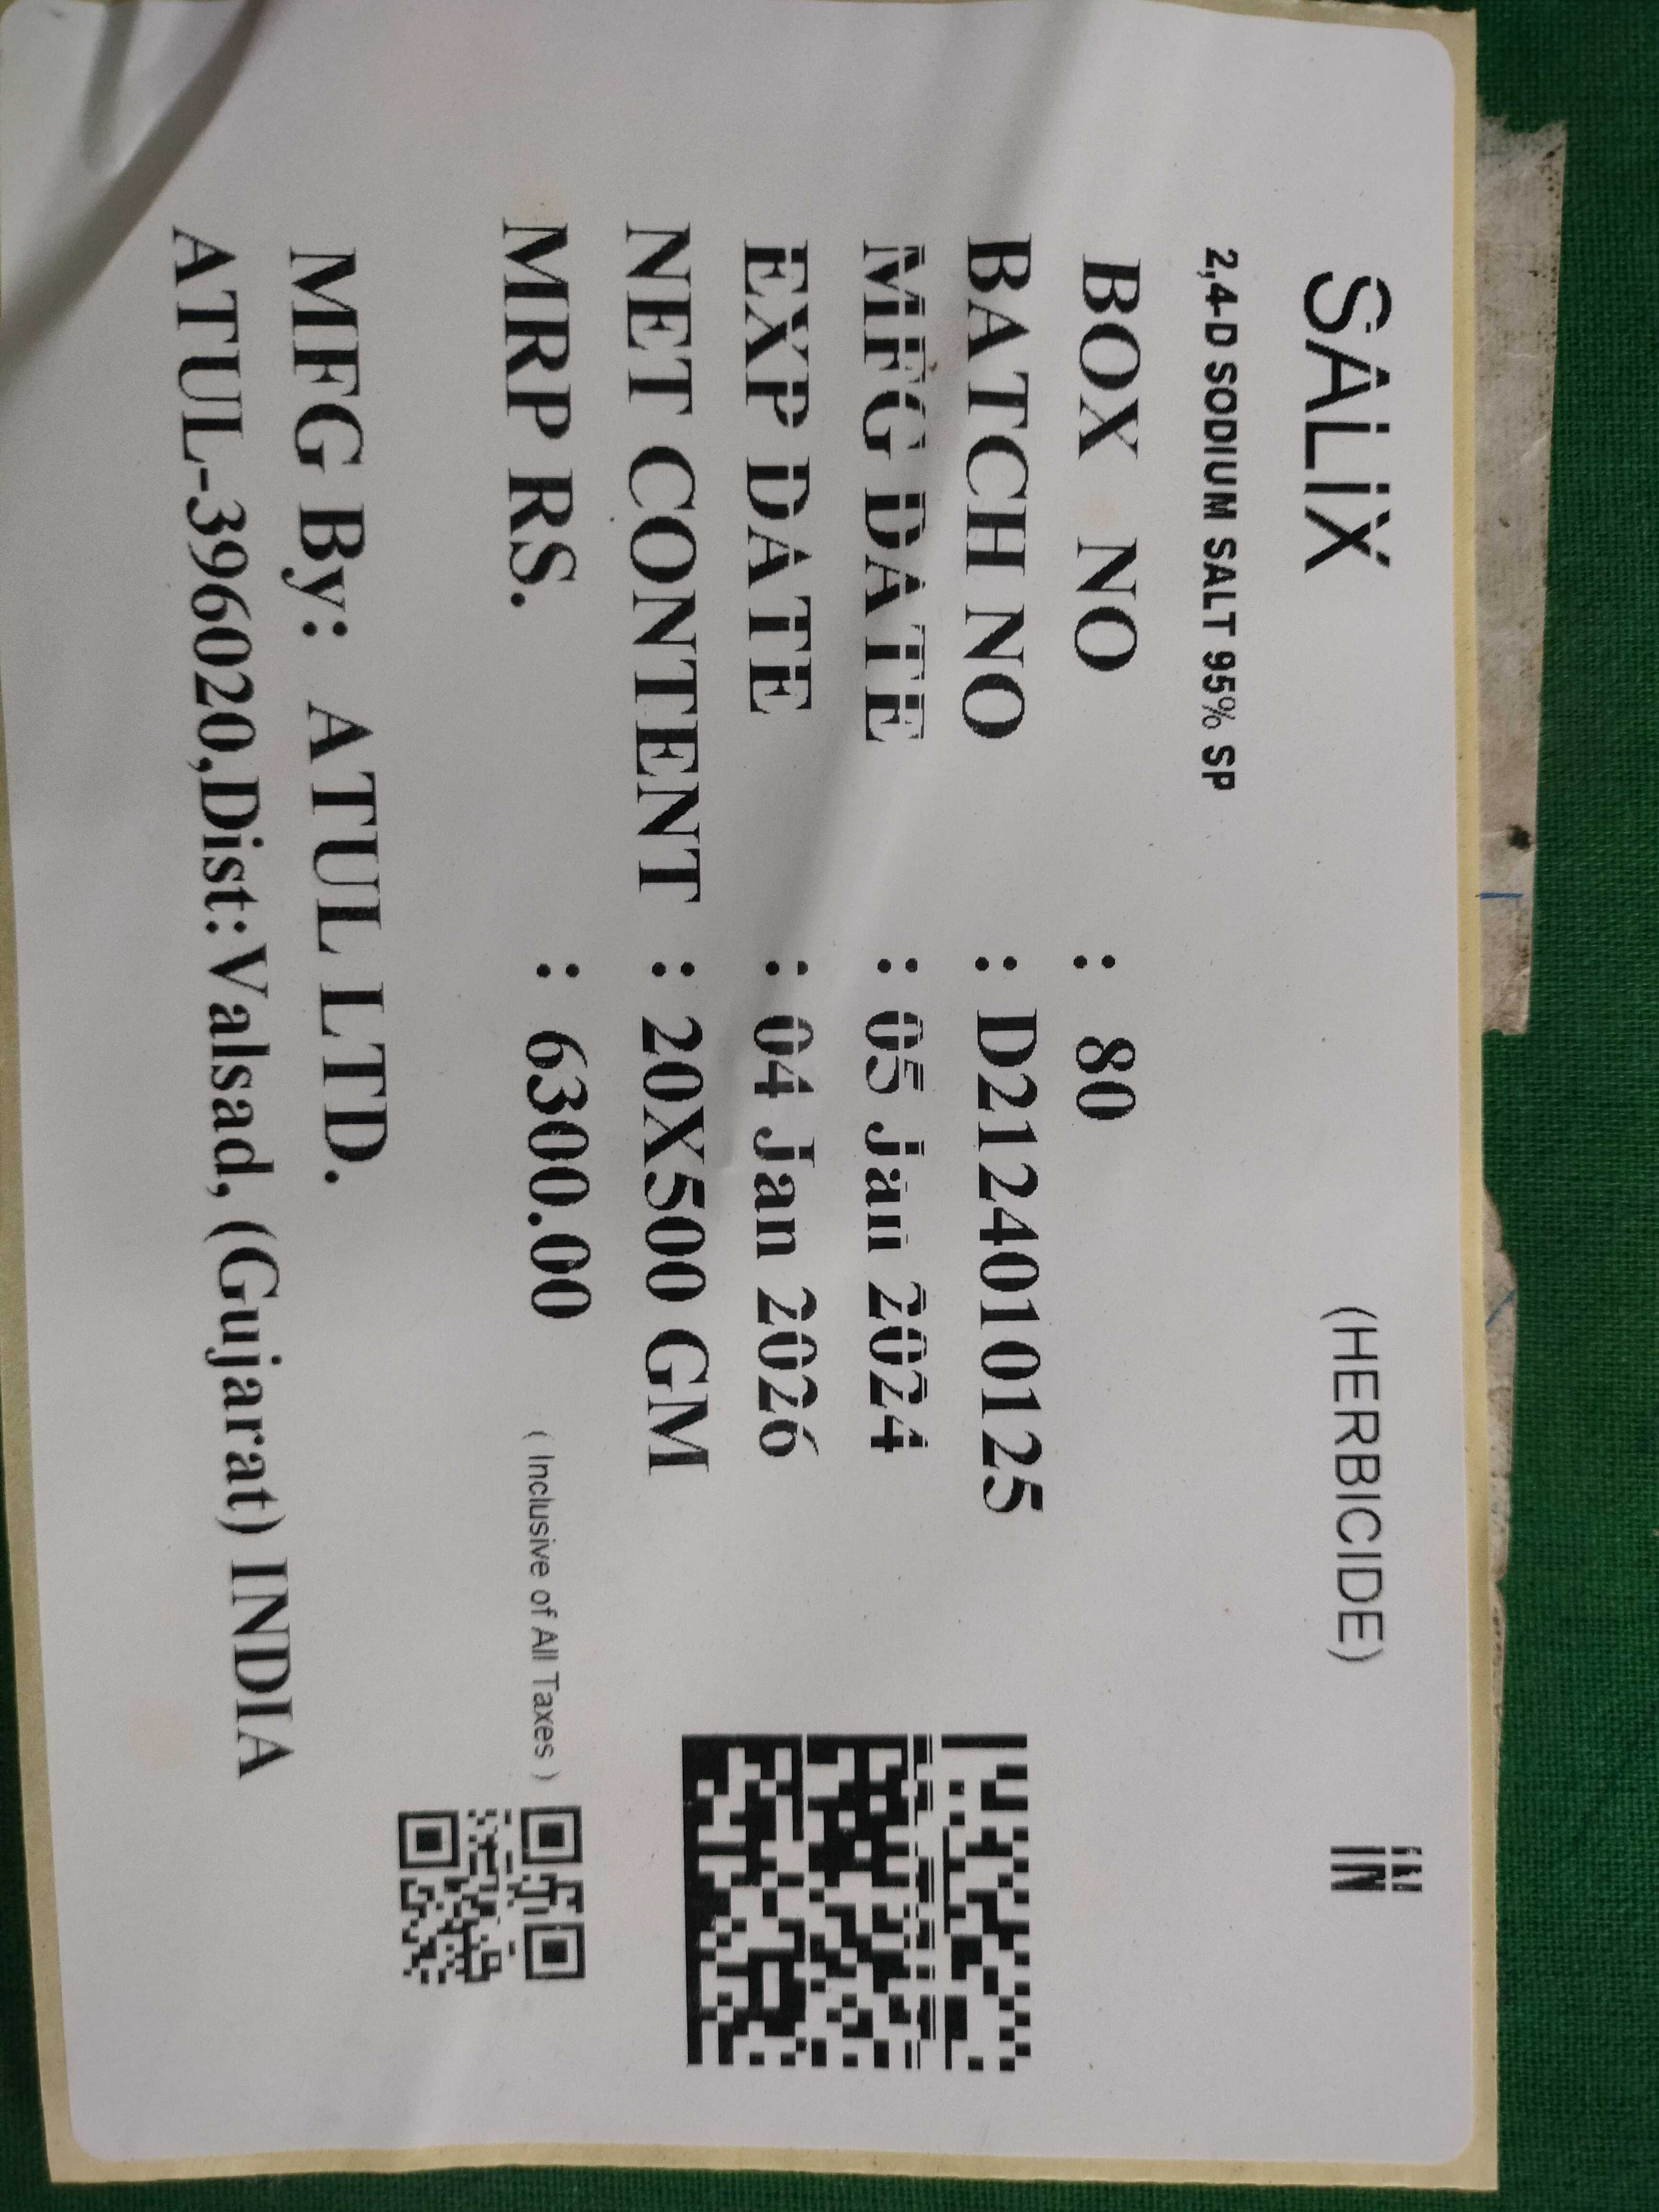 SALIX (HERBICIDE) IN
2,4-D SODIUM SALT 95% SP
BOX NO : 80
BATCH NO : D2124010125
MFG DATE : 05 Jan 2024
EXP DATE : 04 Jan 2026
NET CONTENT : 20X500 GM
MRP RS. : 6300.00 ( Inclusive of All Taxes )
MFG By: ATUL LTD.
ATUL-396020,Dist:Valsad, (Gujarat) INDIA